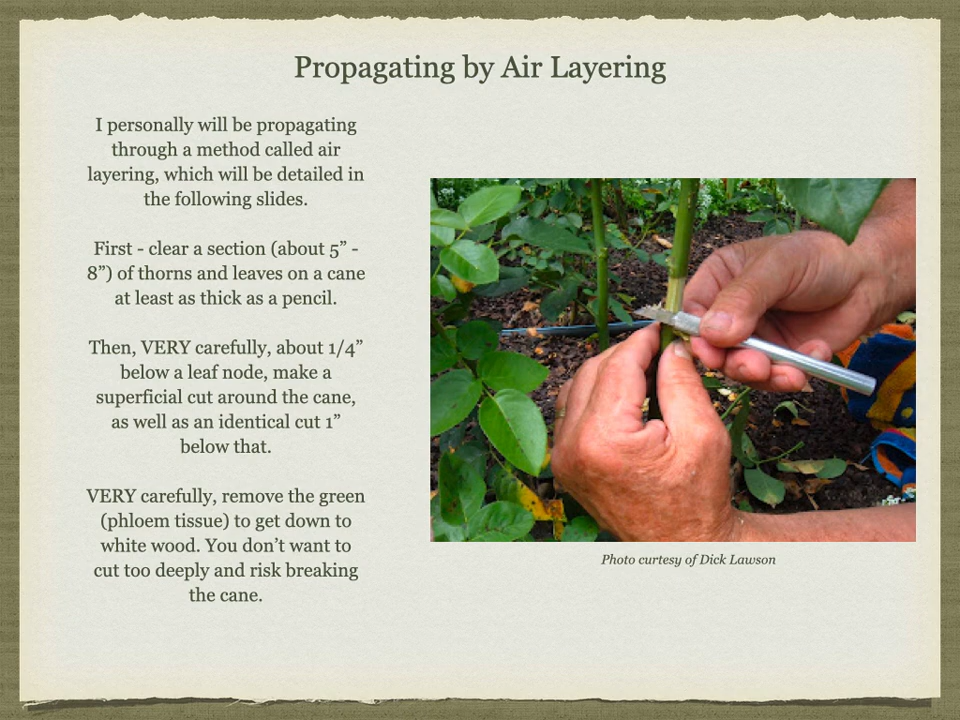 Propagating by Air Layering
I personally will be propagating
through a method called air
layering, which will be detailed in
the following slides.
First - clear a section (about 5” -
8”) of thorns and leaves on a cane
at least as thick as a pencil.
Then, VERY carefully, about 1/4”
below a leaf node, make a
superficial cut around the cane,
as well as an identical cut 1”
below that.
VERY carefully, remove the green
(phloem tissue) to get down to
white wood. You don’t want to
cut too deeply and risk breaking
the cane.
Photo curtesy of Dick Lawson